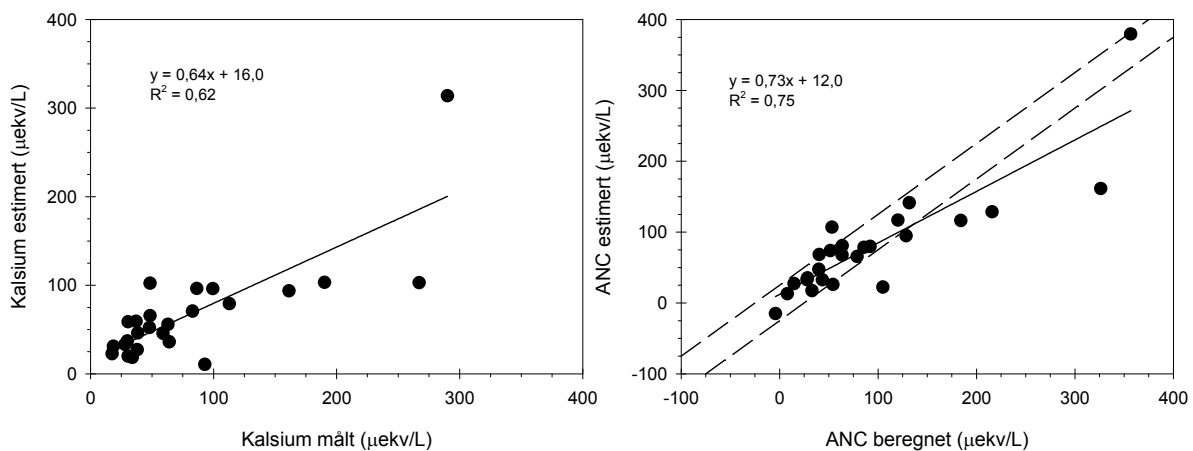 400
300
200
100
0
Kalsium estimert (µekv/L)
y = 0,64x + 16,0
R² = 0,62
0 100 200 300 400
Kalsium målt (µekv/L)
400
300
200
100
0
-100
ANC estimert (µekv/L)
y = 0,73x + 12,0
R² = 0,75
-100 0 100 200 300 400
ANC beregnet (µekv/L)